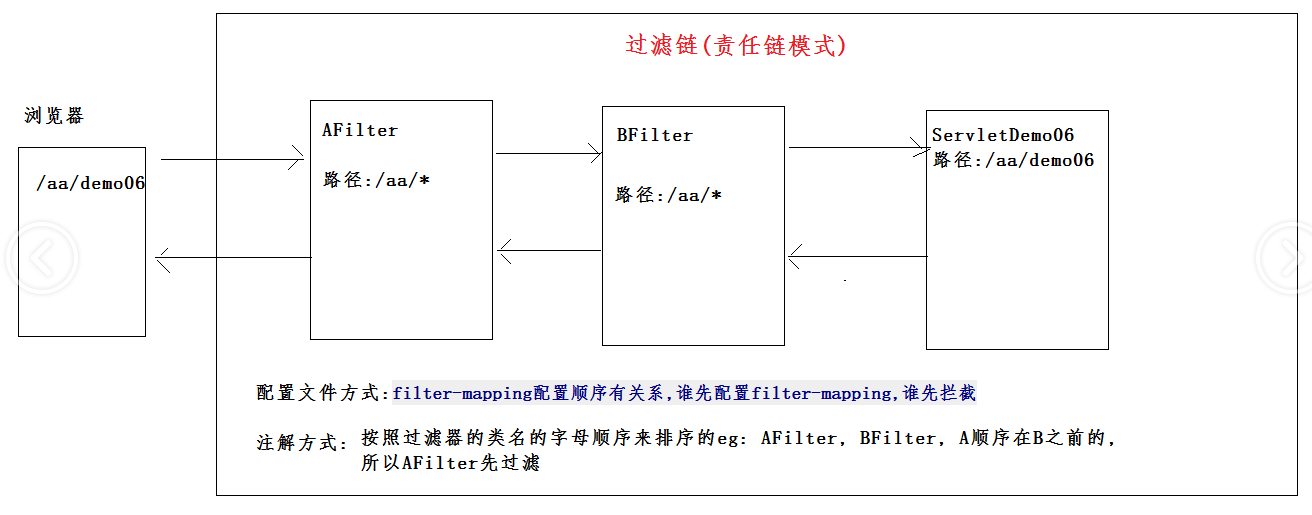 过滤链(责任链模式)
浏览器
/aa/demo06
AFilter
路径:/aa/*
BFilter
路径:/aa/*
ServletDemo06
路径:/aa/demo06
配置文件方式:filter-mapping配置顺序有关系,谁先配置filter-mapping,谁先拦截
注解方式: 按照过滤器的类名的字母顺序来排序的eg: AFilter, BFilter, A顺序在B之前的,
所以AFilter先过滤